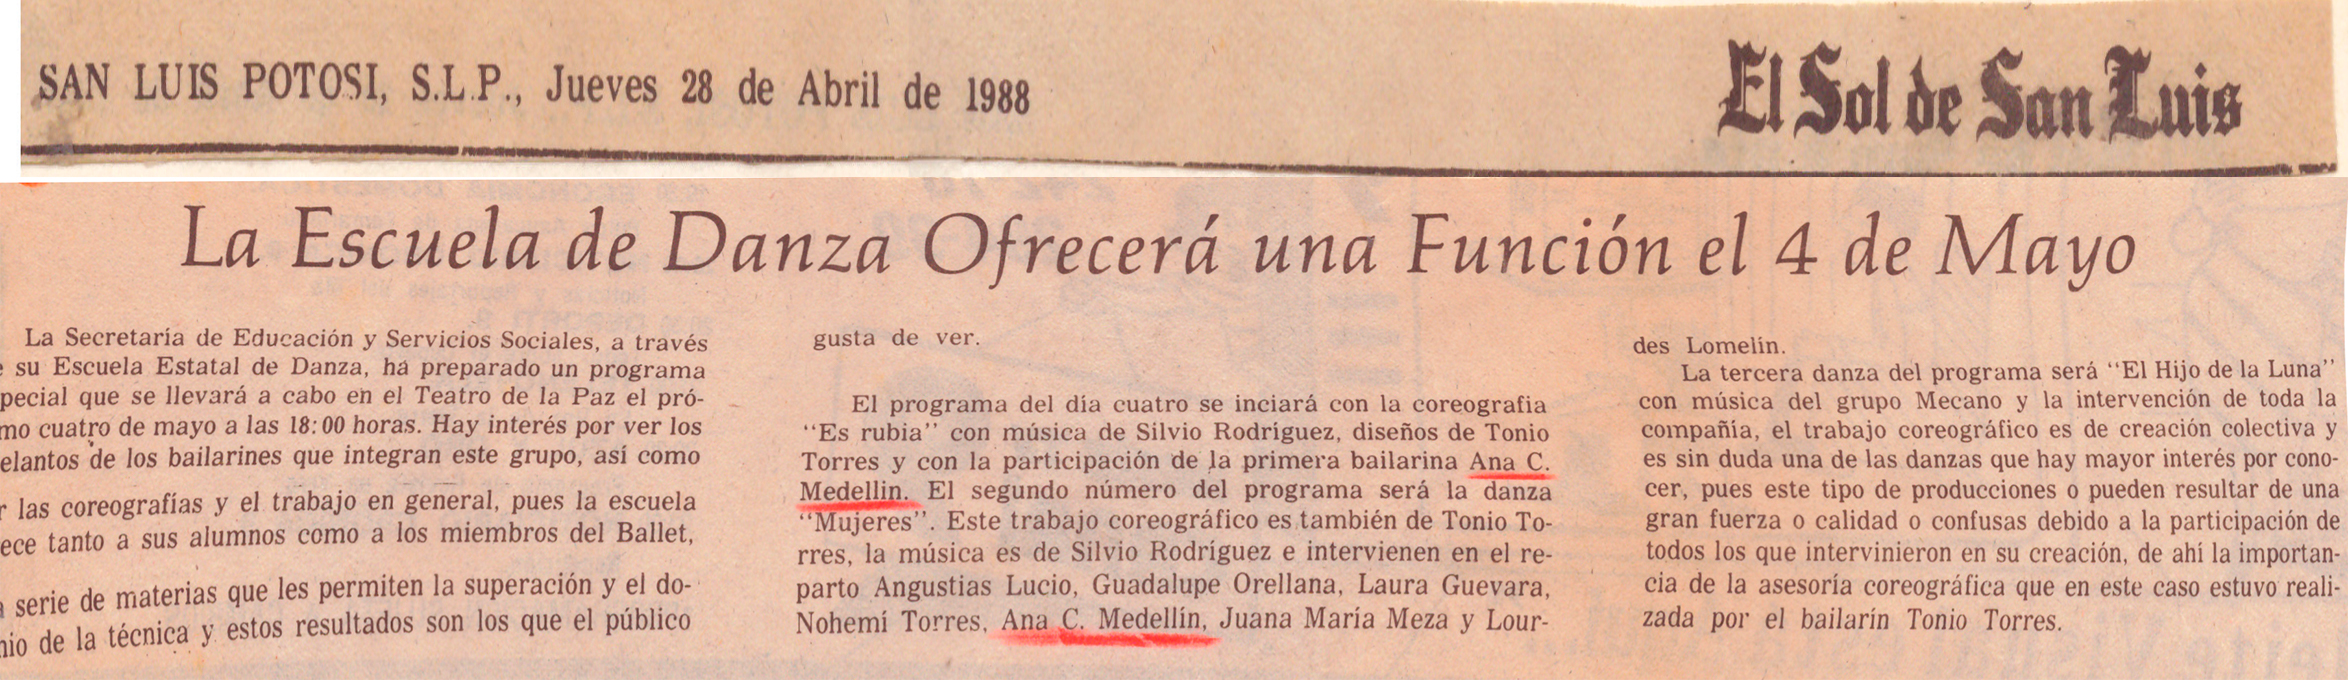 SAN LUIS POTOSI, S.L.P., Jueves 28 de Abril de 1988
El Sol de San Luis
La Escuela de Danza Ofrecerá una Función el 4 de Mayo
La Secretaría de Educación y Servicios Sociales, a través
e su Escuela Estatal de Danza, ha preparado un programa
pecial que se llevará a cabo en el Teatro de la Paz el pró-
mo cuatro de mayo a las 18:00 horas. Hay interés por ver los
elantos de los bailarines que integran este grupo, así como
r las coreografías y el trabajo en general, pues la escuela
ece tanto a sus alumnos como a los miembros del Ballet,
a serie de materias que les permiten la superación y el do-
nio de la técnica y estos resultados son los que el público
gusta de ver.
El programa del día cuatro se inciará con la coreografia
“Es rubia” con música de Silvio Rodríguez, diseños de Tonio
Torres y con la participación de la primera bailarina Ana C.
Medellin. El segundo número del programa será la danza
“Mujeres”. Este trabajo coreográfico es también de Tonio To-
rres, la música es de Silvio Rodríguez e intervienen en el re-
parto Angustias Lucio, Guadalupe Orellana, Laura Guevara,
Nohemí Torres, Ana C. Medellín, Juana María Meza y Lour-
des Lomelín.
La tercera danza del programa será “El Hijo de la Luna”
con música del grupo Mecano y la intervención de toda la
compañía, el trabajo coreográfico es de creación colectiva y
es sin duda una de las danzas que hay mayor interés por cono-
cer, pues este tipo de producciones o pueden resultar de una
gran fuerza o calidad o confusas debido a la participación de
todos los que intervinieron en su creación, de ahí la importan-
cia de la asesoría coreográfica que en este caso estuvo reali-
zada por el bailarín Tonio Torres.